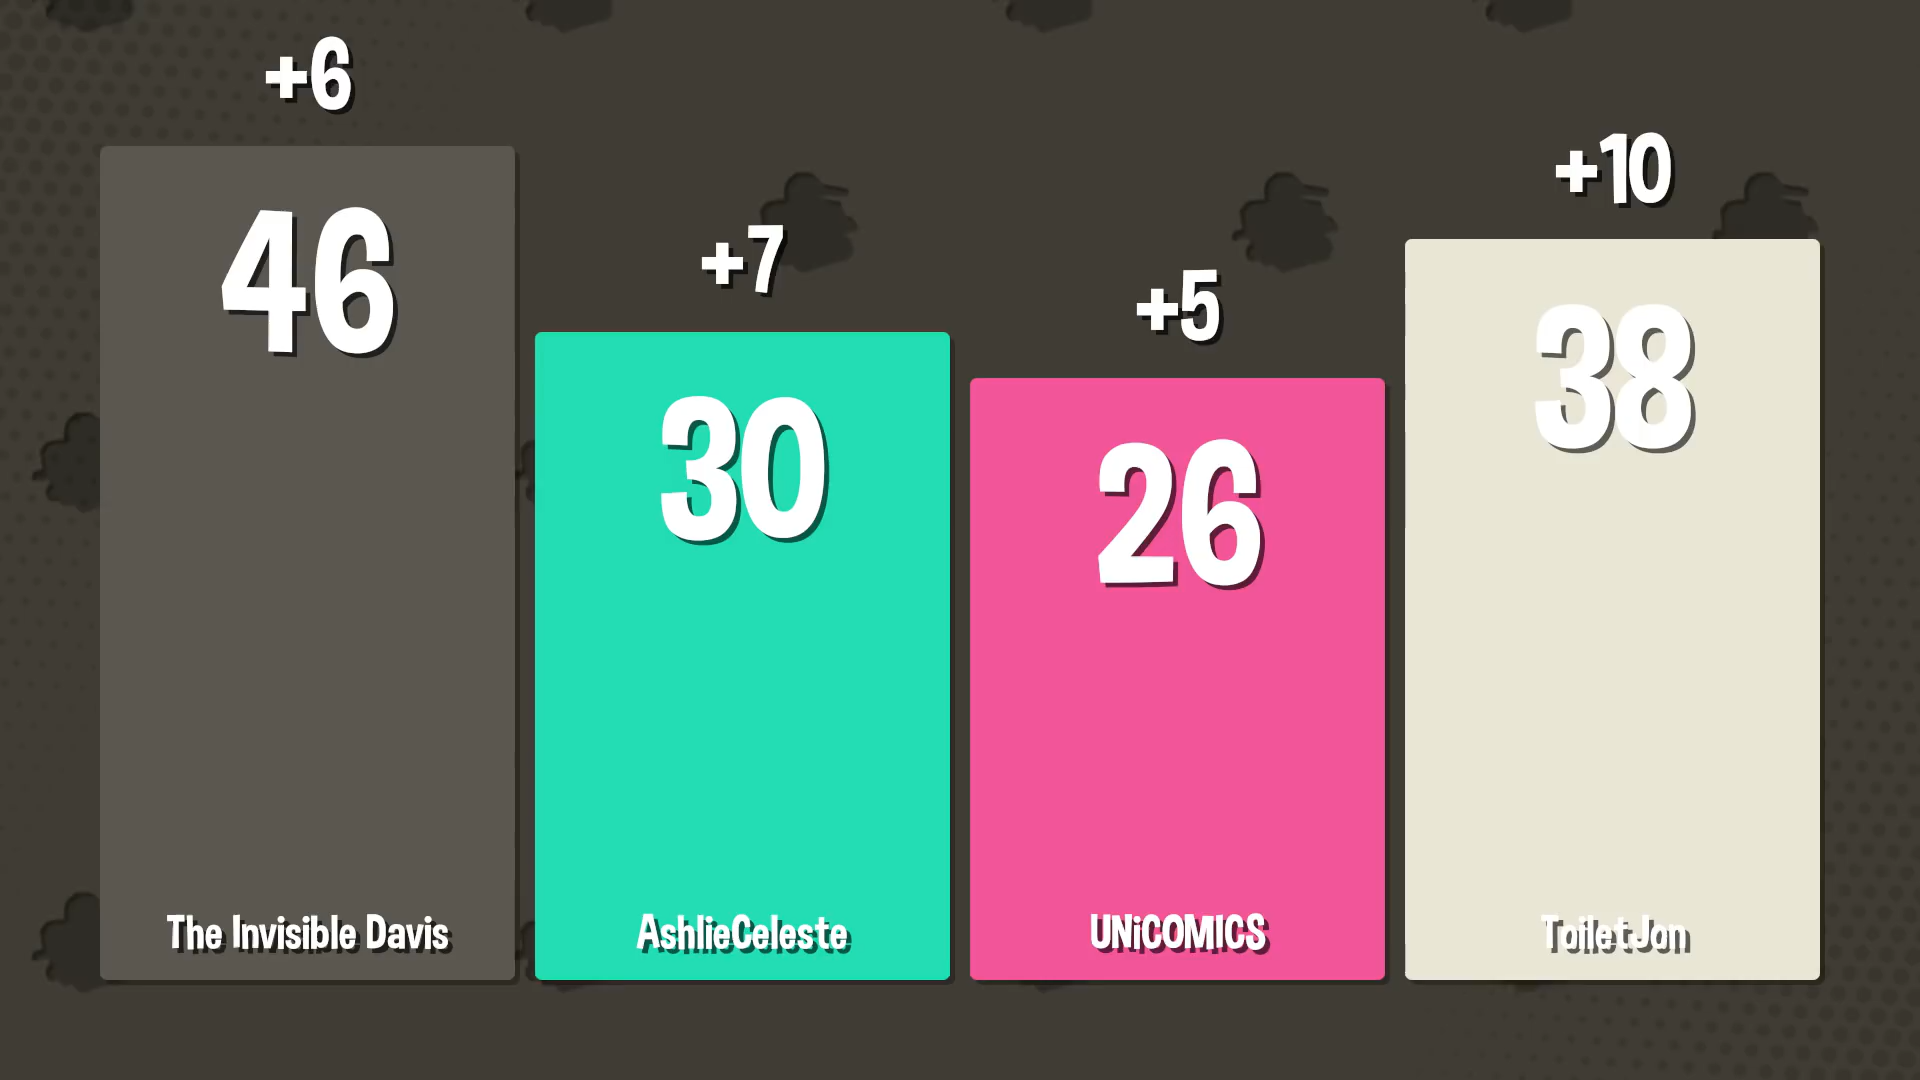 +6
46
The Invisible Davis
+7
30
AshlieCeleste
+5
26
UNiCOMICS
+10
38
ToiletJon